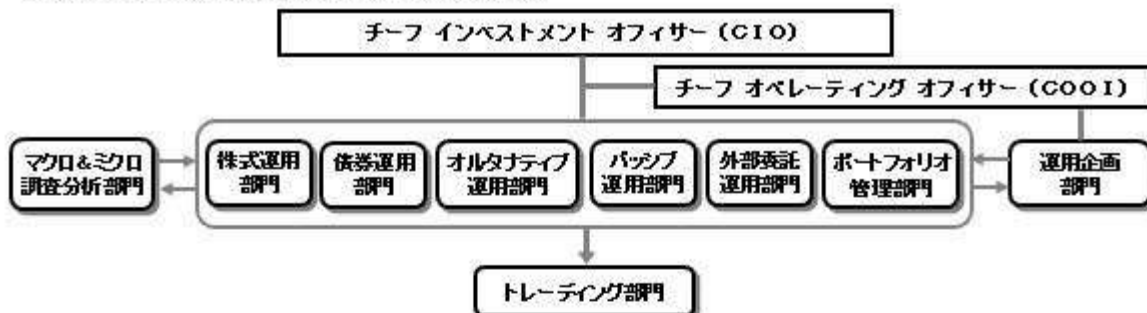 チーフ インベストメント オフィサー (CIO)
チーフ オペレーティング オフィサー (COOI)
マクロ&ミクロ
調査分析部門
株式運用
部門
債券運用
部門
オルタナティブ
運用部門
パッシブ
運用部門
外部委託
運用部門
ポートフォリオ
管理部門
運用企画
部門
トレーディング部門